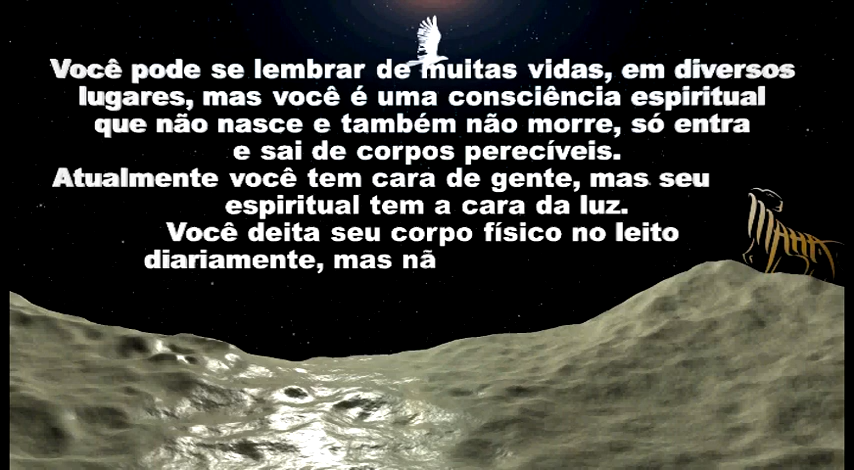 Você pode se lembrar de muitas vidas, em diversos
lugares, mas você é uma consciência espiritual
que não nasce e também não morre, só entra
e sai de corpos perecíveis.
Atualmente você tem cara de gente, mas seu
espiritual tem a cara da luz.
Você deita seu corpo físico no leito
diariamente, mas nã
MAHA